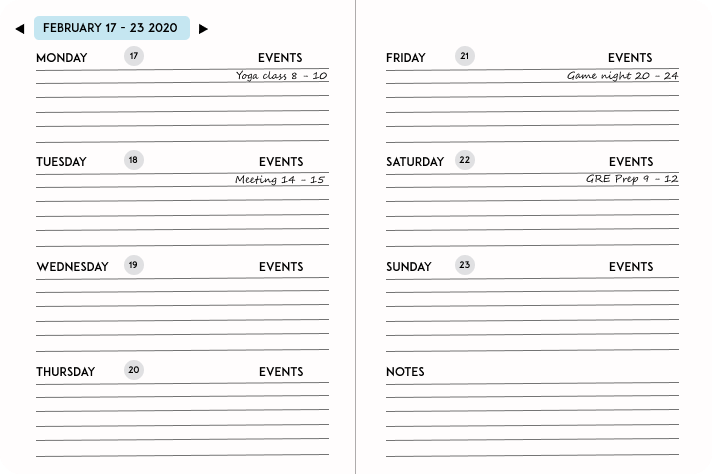 FEBRUARY 17 - 23 2020
MONDAY 17 EVENTS
Yoga class 8 - 10
TUESDAY 18 EVENTS
Meeting 14 - 15
WEDNESDAY 19 EVENTS
THURSDAY 20 EVENTS
FRIDAY 21 EVENTS
Game night 20 - 24
SATURDAY 22 EVENTS
GRE Prep 9 - 12
SUNDAY 23 EVENTS
NOTES